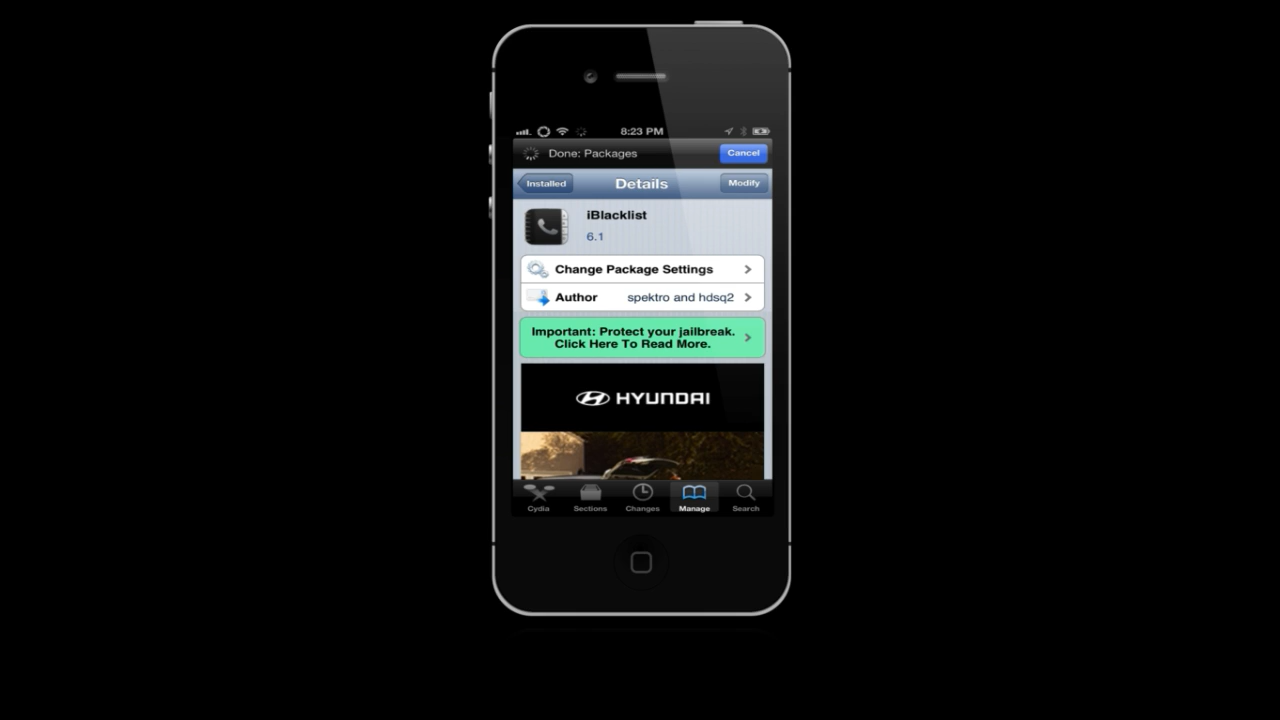 8:23 PM
Done: Packages
Cancel
Installed
Details
Modify
iBlacklist
6.1
Change Package Settings
Author spektro and hdsq2
Important: Protect your jailbreak.
Click Here To Read More.
HYUNDAI
Cydia Sections Changes Manage Search